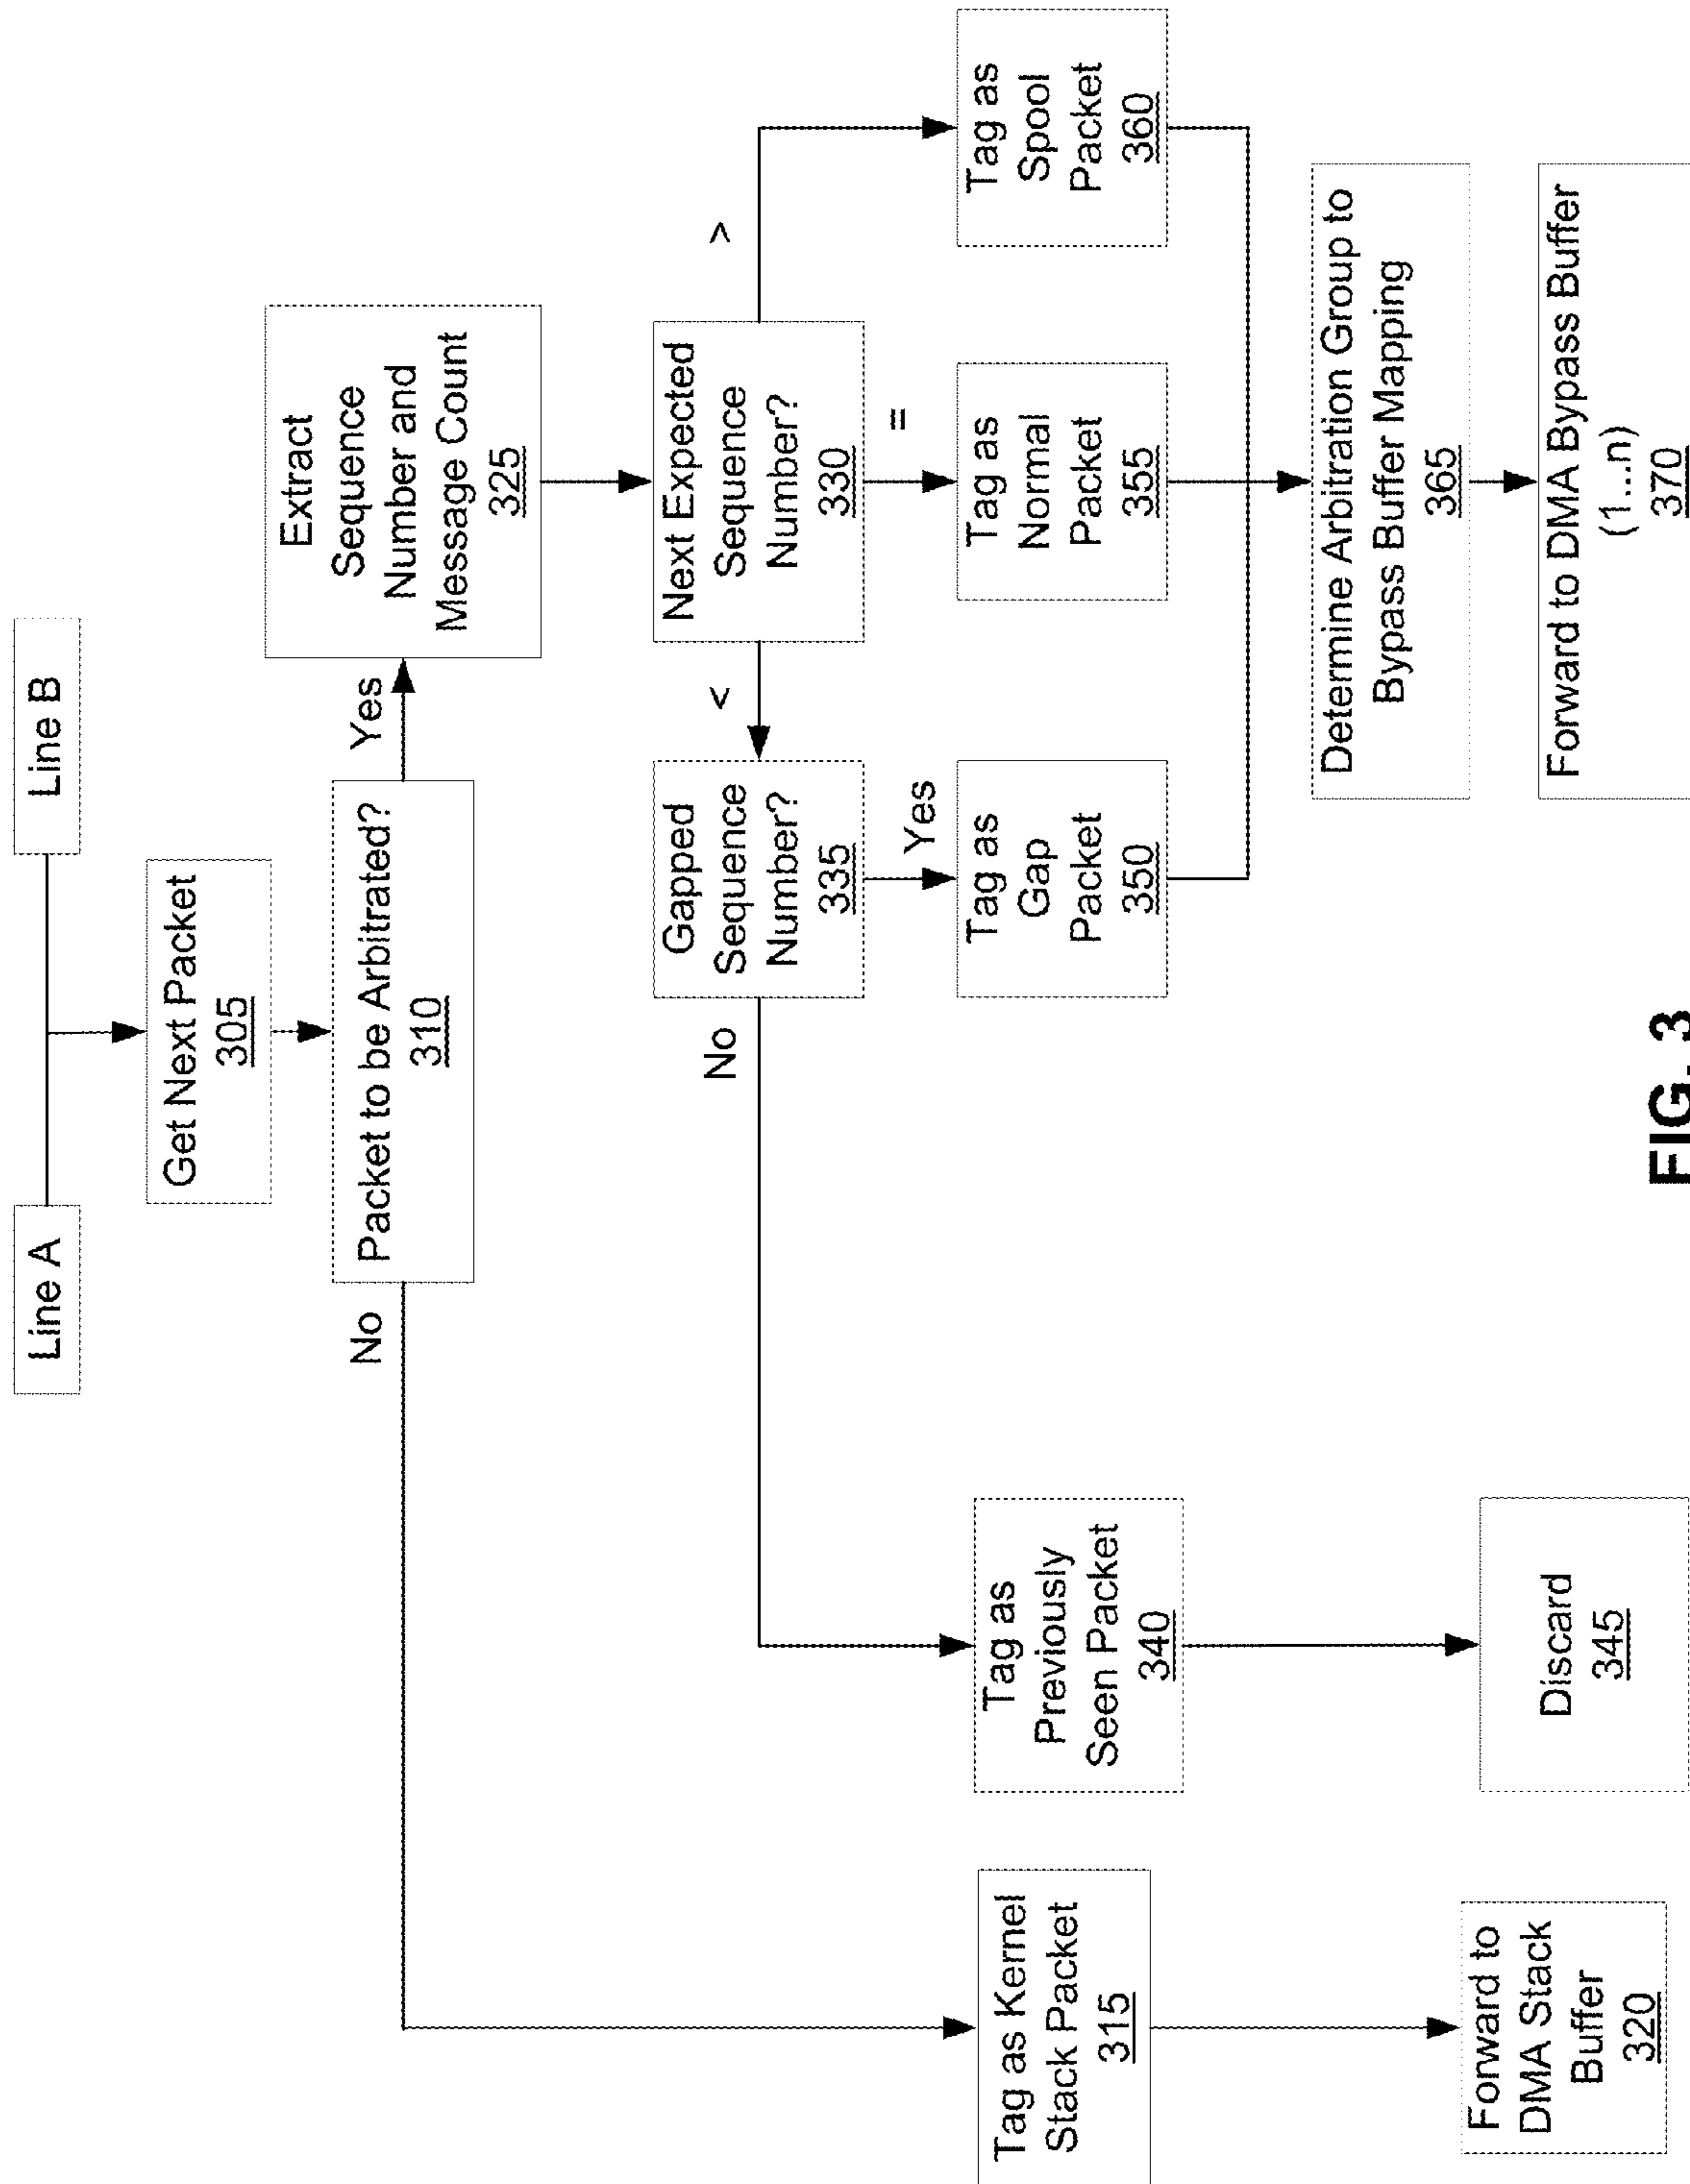 Line A
Line B
Get Next Packet
305
Packet to be Arbitrated?
310
No
Yes
Extract
Sequence
Number and
Message Count
325
Next Expected
Sequence
Number?
330
<
=
>
Gapped
Sequence
Number?
335
No
Yes
Tag as Kernel
Stack Packet
315
Tag as
Previously
Seen Packet
340
Tag as
Gap
Packet
350
Tag as
Normal
Packet
355
Tag as
Spool
Packet
360
Determine Arbitration Group to
Bypass Buffer Mapping
365
Forward to
DMA Stack
Buffer
320
Discard
345
Forward to DMA Bypass Buffer
(1...n)
370
FIG. 3